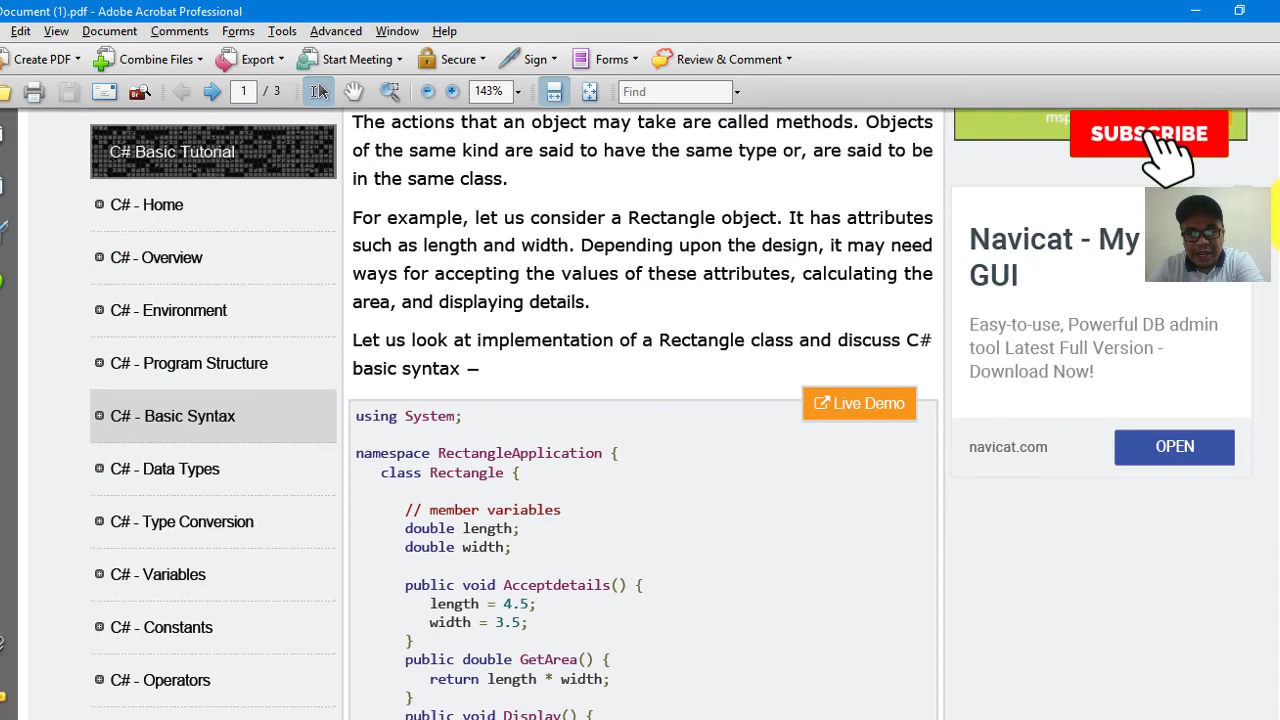 Document (1).pdf - Adobe Acrobat Professional
Edit View Document Comments Forms Tools Advanced Window Help
Create PDF Combine Files Export Start Meeting Secure Sign Forms Review & Comment
1 / 3 143% Find
C# Basic Tutorial
C# - Home
C# - Overview
C# - Environment
C# - Program Structure
C# - Basic Syntax
C# - Data Types
C# - Type Conversion
C# - Variables
C# - Constants
C# - Operators
The actions that an object may take are called methods. Objects
of the same kind are said to have the same type or, are said to be
in the same class.
For example, let us consider a Rectangle object. It has attributes
such as length and width. Depending upon the design, it may need
ways for accepting the values of these attributes, calculating the
area, and displaying details.
Let us look at implementation of a Rectangle class and discuss C#
basic syntax −
Live Demo
using System;
namespace RectangleApplication {
class Rectangle {
// member variables
double length;
double width;
public void Acceptdetails() {
length = 4.5;
width = 3.5;
}
public double GetArea() {
return length * width;
}
public void Display() {
SUBSCRIBE
Navicat - My
GUI
Easy-to-use, Powerful DB admin
tool Latest Full Version -
Download Now!
navicat.com
OPEN